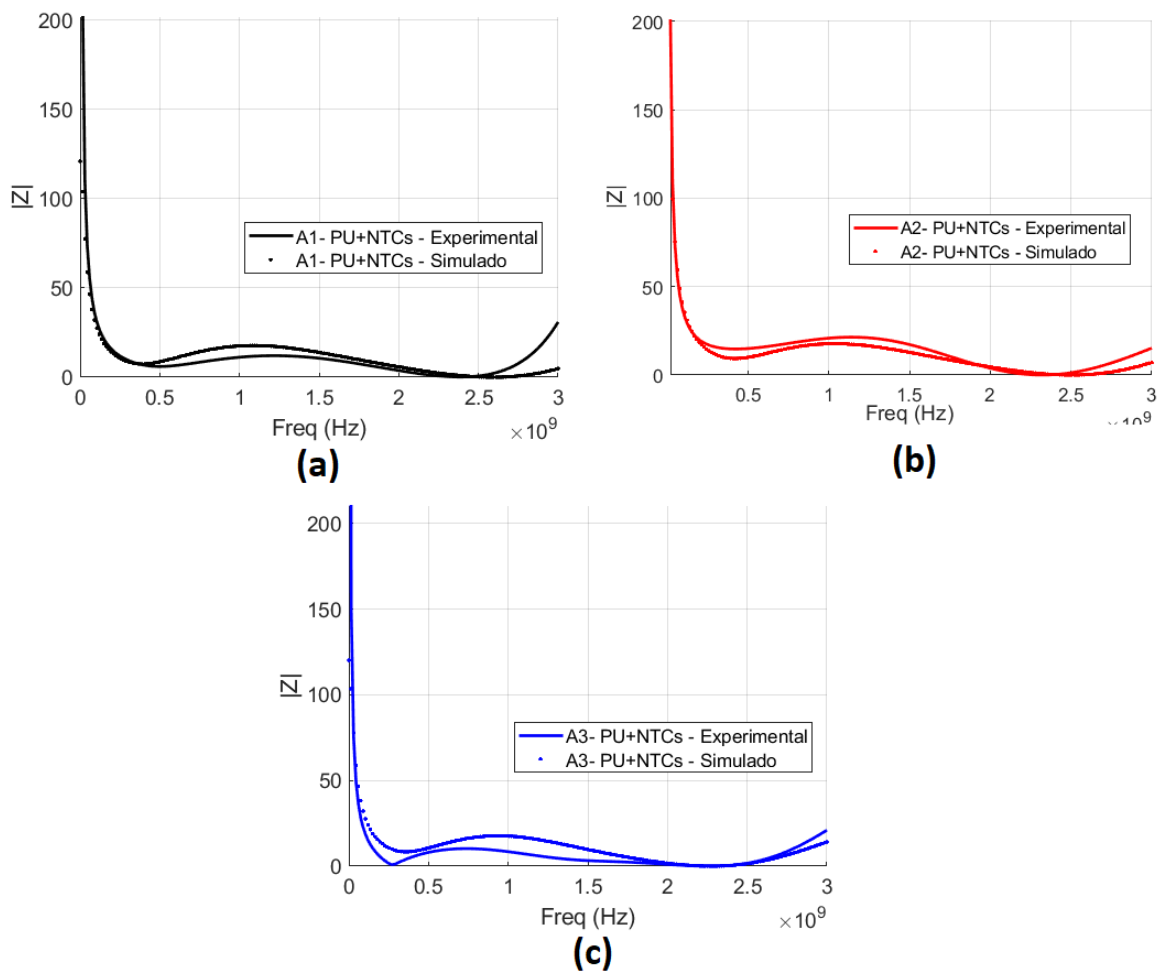 200
150
100
50
0
|Z|
A1- PU+NTCs - Experimental
A1- PU+NTCs - Simulado
0 0.5 1 1.5 2 2.5 3
Freq (Hz)
×10^9
(a)
200
150
100
50
0
|Z|
A2- PU+NTCs - Experimental
A2- PU+NTCs - Simulado
0.5 1 1.5 2 2.5 3
Freq (Hz)
(b)
200
150
100
50
0
|Z|
A3- PU+NTCs - Experimental
A3- PU+NTCs - Simulado
0 0.5 1 1.5 2 2.5 3
Freq (Hz)
×10^9
(c)